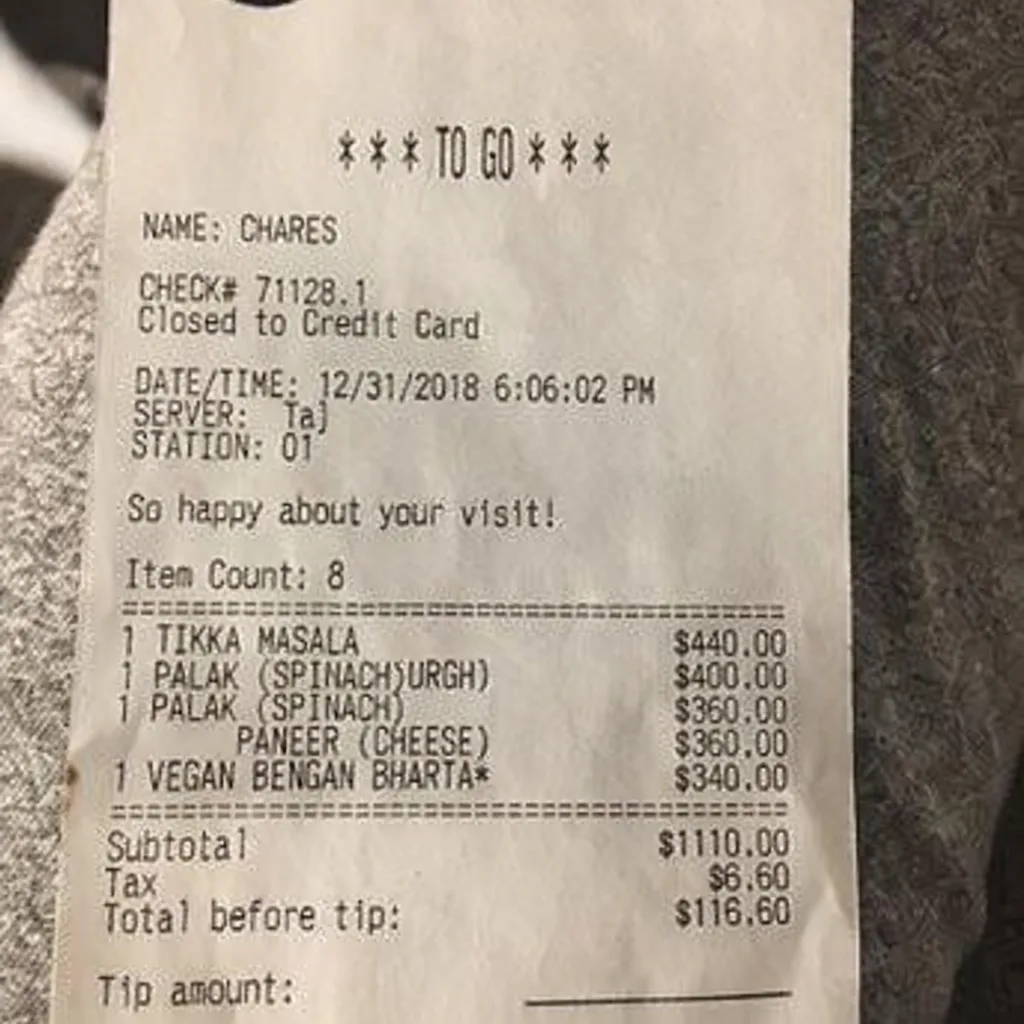 ***TO GO***
NAME: CHARES
CHECK# 71128.1
Closed to Credit Card
DATE/TIME: 12/31/2018 6:06:02 PM
SERVER: Taj
STATION: 01
So happy about your visit!
Item Count: 8
===========================================
1 TIKKA MASALA $440.00
1 PALAK (SPINACH)URGH) $400.00
1 PALAK (SPINACH) $360.00
PANEER (CHEESE) $360.00
1 VEGAN BENGAN BHARTA* $340.00
===========================================
Subtotal $1110.00
Tax $6.60
Total before tip: $116.60
Tip amount: